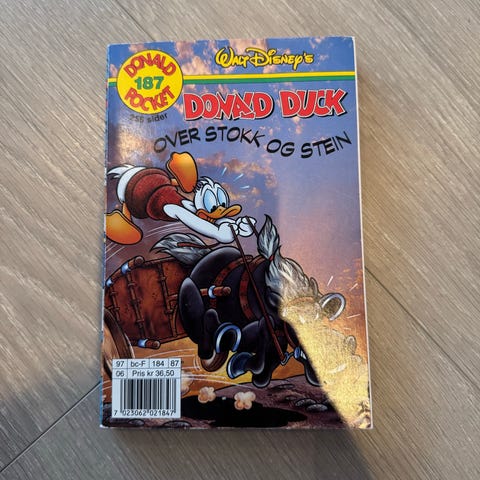 DONALD
187
POCKET
256 sider
WALT DISNEY'S
DONALD DUCK
OVER STOKK OG STEIN
97 bc-F 184 87
06 Pris kr 36,50
7 023062 021847